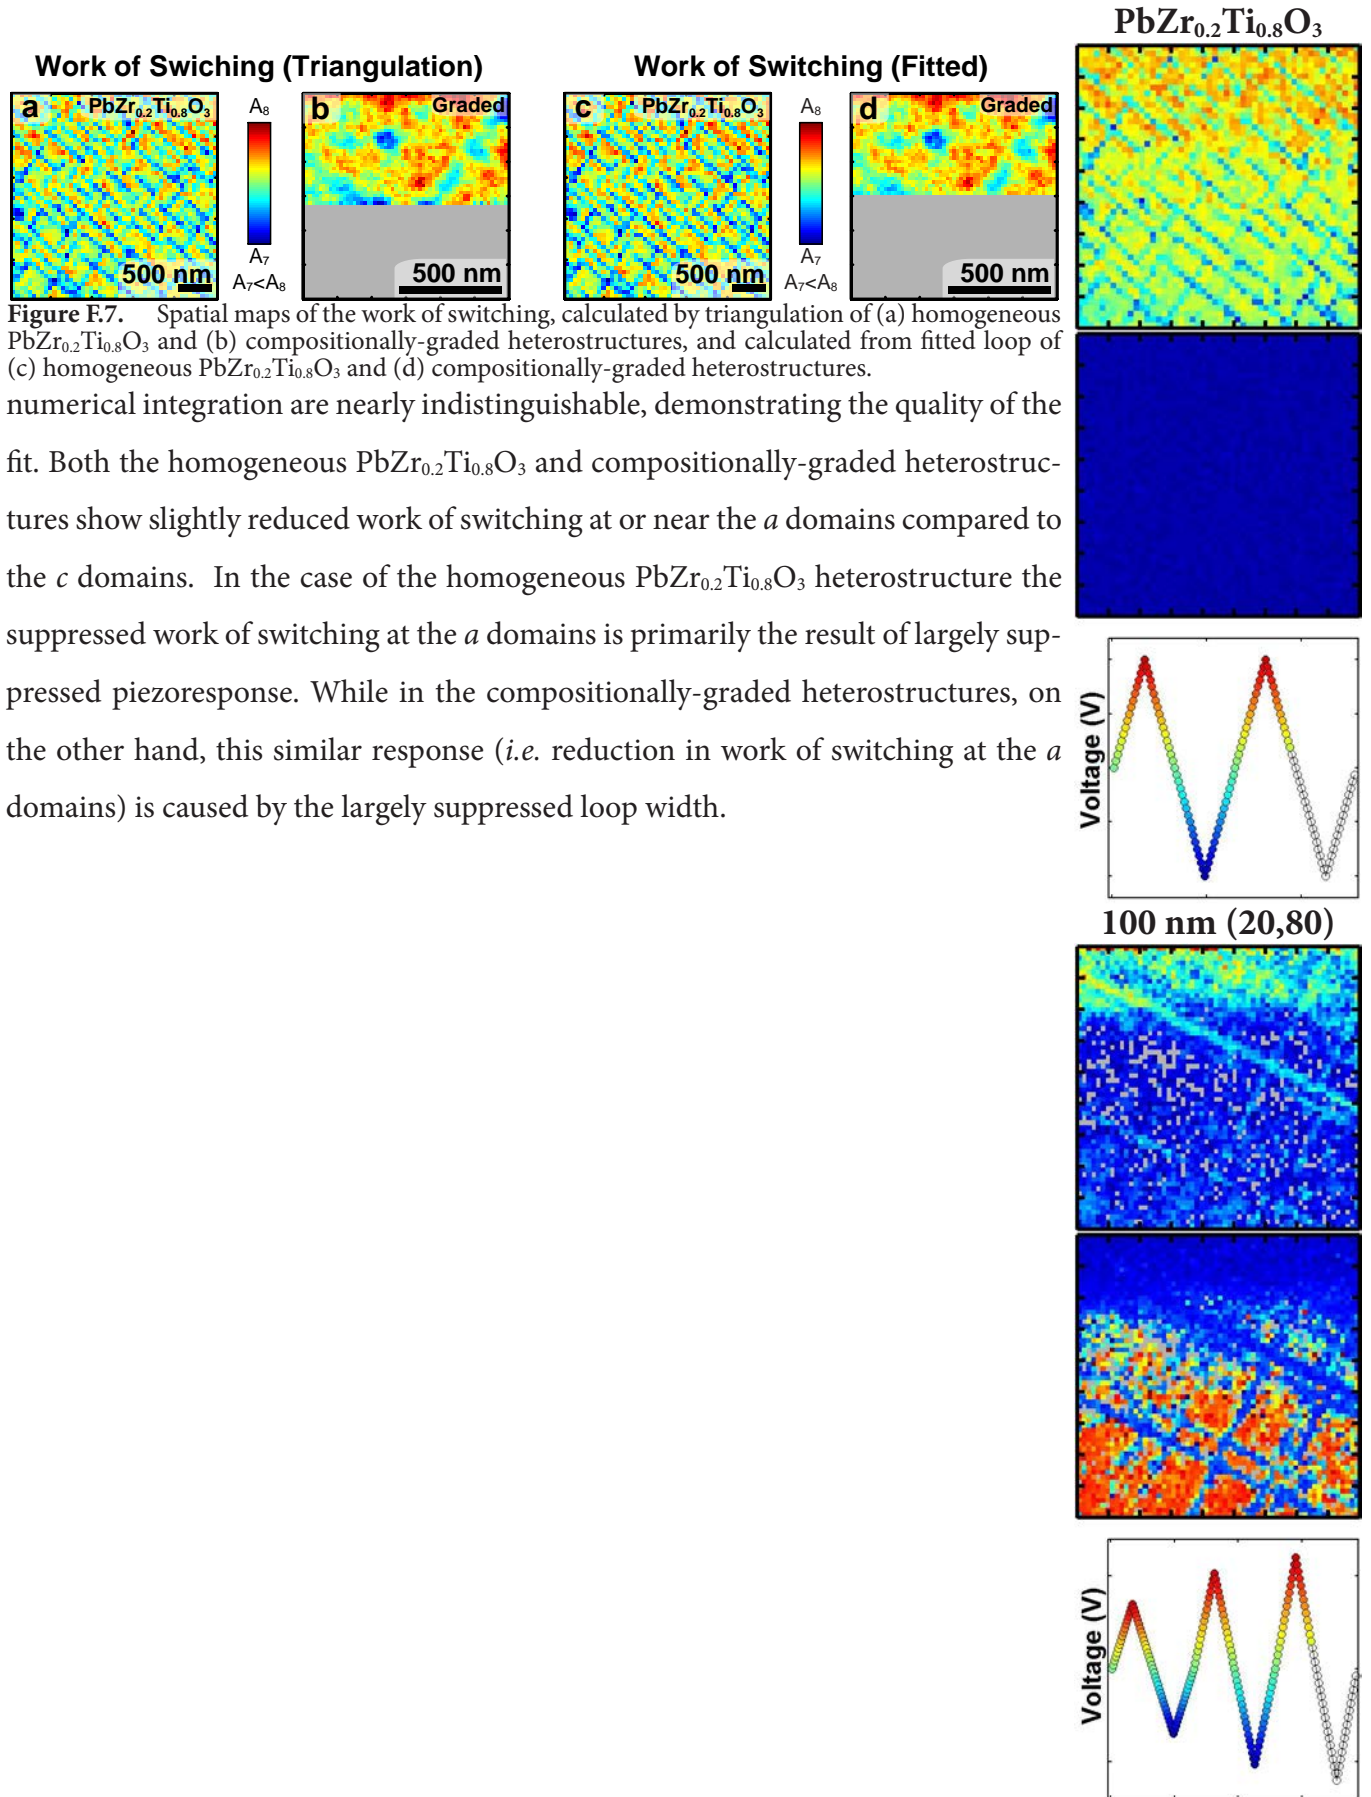 Work of Swiching (Triangulation)
Work of Switching (Fitted)
a PbZr₀.₂Ti₀.₈O₃
500 nm
A₈
A₇
A₇<A₈
b Graded
500 nm
c PbZr₀.₂Ti₀.₈O₃
500 nm
A₈
A₇
A₇<A₈
d Graded
500 nm
Figure F.7. Spatial maps of the work of switching, calculated by triangulation of (a) homogeneous
PbZr₀.₂Ti₀.₈O₃ and (b) compositionally-graded heterostructures, and calculated from fitted loop of
(c) homogeneous PbZr₀.₂Ti₀.₈O₃ and (d) compositionally-graded heterostructures.
numerical integration are nearly indistinguishable, demonstrating the quality of the
fit. Both the homogeneous PbZr₀.₂Ti₀.₈O₃ and compositionally-graded heterostruc-
tures show slightly reduced work of switching at or near the a domains compared to
the c domains. In the case of the homogeneous PbZr₀.₂Ti₀.₈O₃ heterostructure the
suppressed work of switching at the a domains is primarily the result of largely sup-
pressed piezoresponse. While in the compositionally-graded heterostructures, on
the other hand, this similar response (i.e. reduction in work of switching at the a
domains) is caused by the largely suppressed loop width.
PbZr₀.₂Ti₀.₈O₃
Voltage (V)
100 nm (20,80)
Voltage (V)